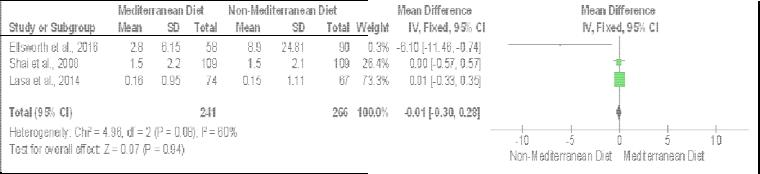 Mediterranean Diet Non-Mediterranean Diet Mean Difference Mean Difference
Study or Subgroup Mean SD Total Mean SD Total Weight IV, Fixed, 95% CI IV, Fixed, 95% CI
Ellsworth et al., 2016 2.8 6.15 58 8.9 24.81 90 0.3% -6.10 [-11.46, -0.74]
Shai et al., 2008 1.5 2.2 109 1.5 2.1 109 26.4% 0.00 [-0.57, 0.57]
Lasa et al., 2014 0.16 0.95 74 0.15 1.11 67 73.3% 0.01 [-0.33, 0.35]
Total (95% CI) 241 266 100.0% -0.01 [-0.30, 0.28]
Heterogeneity: Chi² = 4.96, df = 2 (P = 0.08); I² = 60%
Test for overall effect: Z = 0.07 (P = 0.94)
-10 -5 0 5 10
Non-Mediterranean Diet Mediterranean Diet